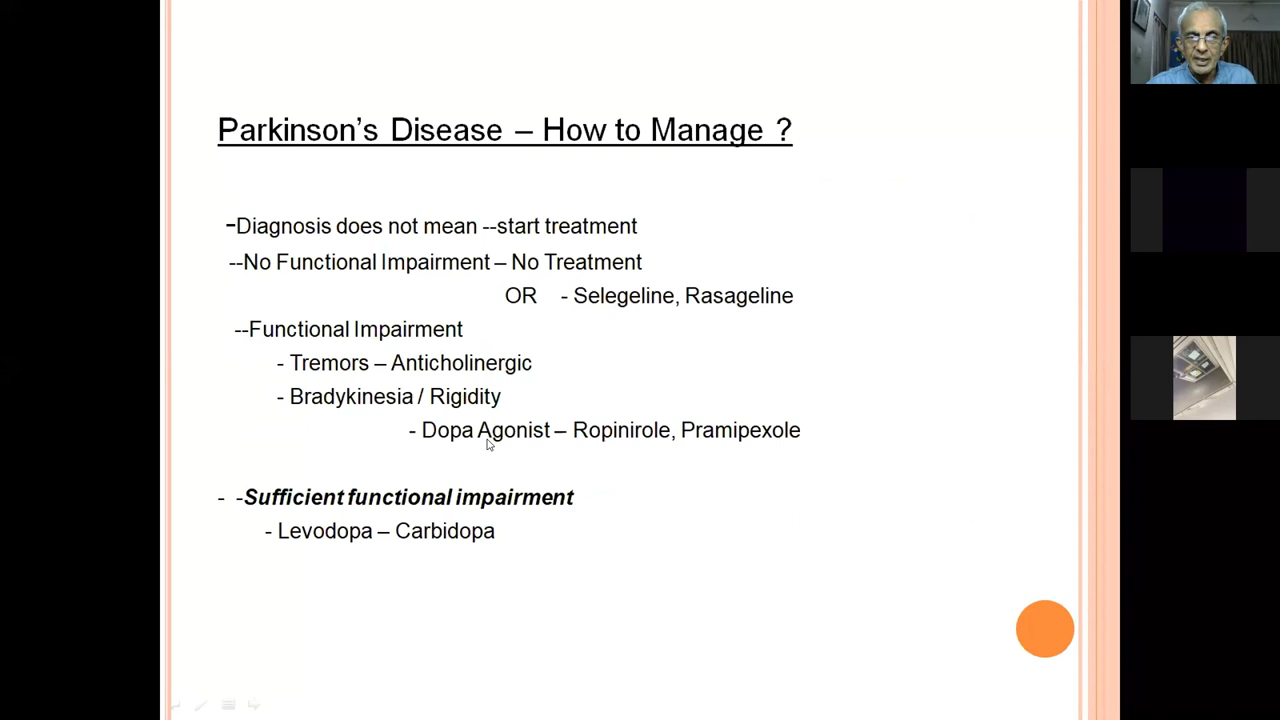 Parkinson's Disease – How to Manage ?
-Diagnosis does not mean --start treatment
--No Functional Impairment – No Treatment
OR - Selegeline, Rasageline
--Functional Impairment
- Tremors – Anticholinergic
- Bradykinesia / Rigidity
- Dopa Agonist – Ropinirole, Pramipexole
- -Sufficient functional impairment
- Levodopa – Carbidopa